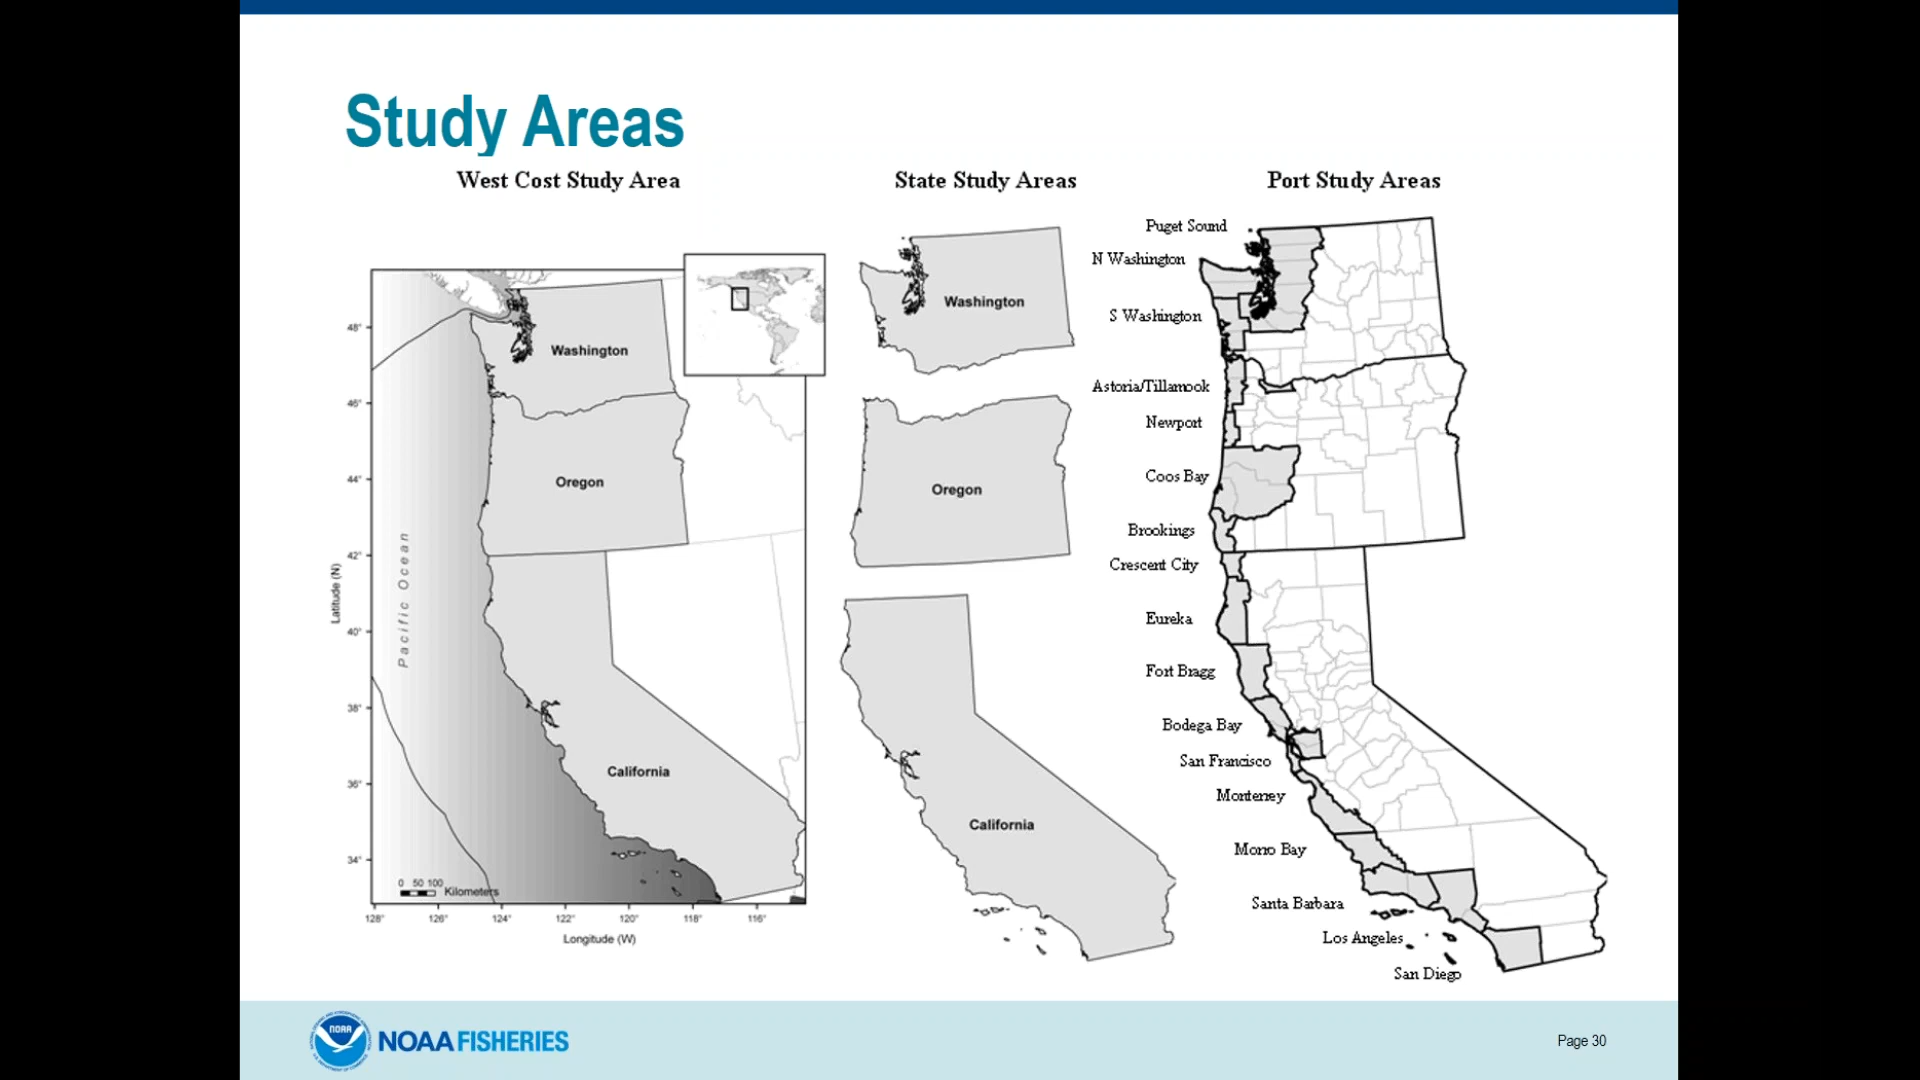 Study Areas
West Cost Study Area
State Study Areas
Port Study Areas
48°
46°
44°
42°
40°
38°
36°
34°
Latitude (N)
Pacific Ocean
Washington
Oregon
California
0 50 100
Kilometers
128°
126°
124°
122°
120°
118°
116°
Longitude (W)
Washington
Oregon
California
Puget Sound
N Washington
S Washington
Astoria/Tillamook
Newport
Coos Bay
Brookings
Crescent City
Eureka
Fort Bragg
Bodega Bay
San Francisco
Monterrey
Morro Bay
Santa Barbara
Los Angeles
San Diego
NOAA
NOAA FISHERIES
Page 30